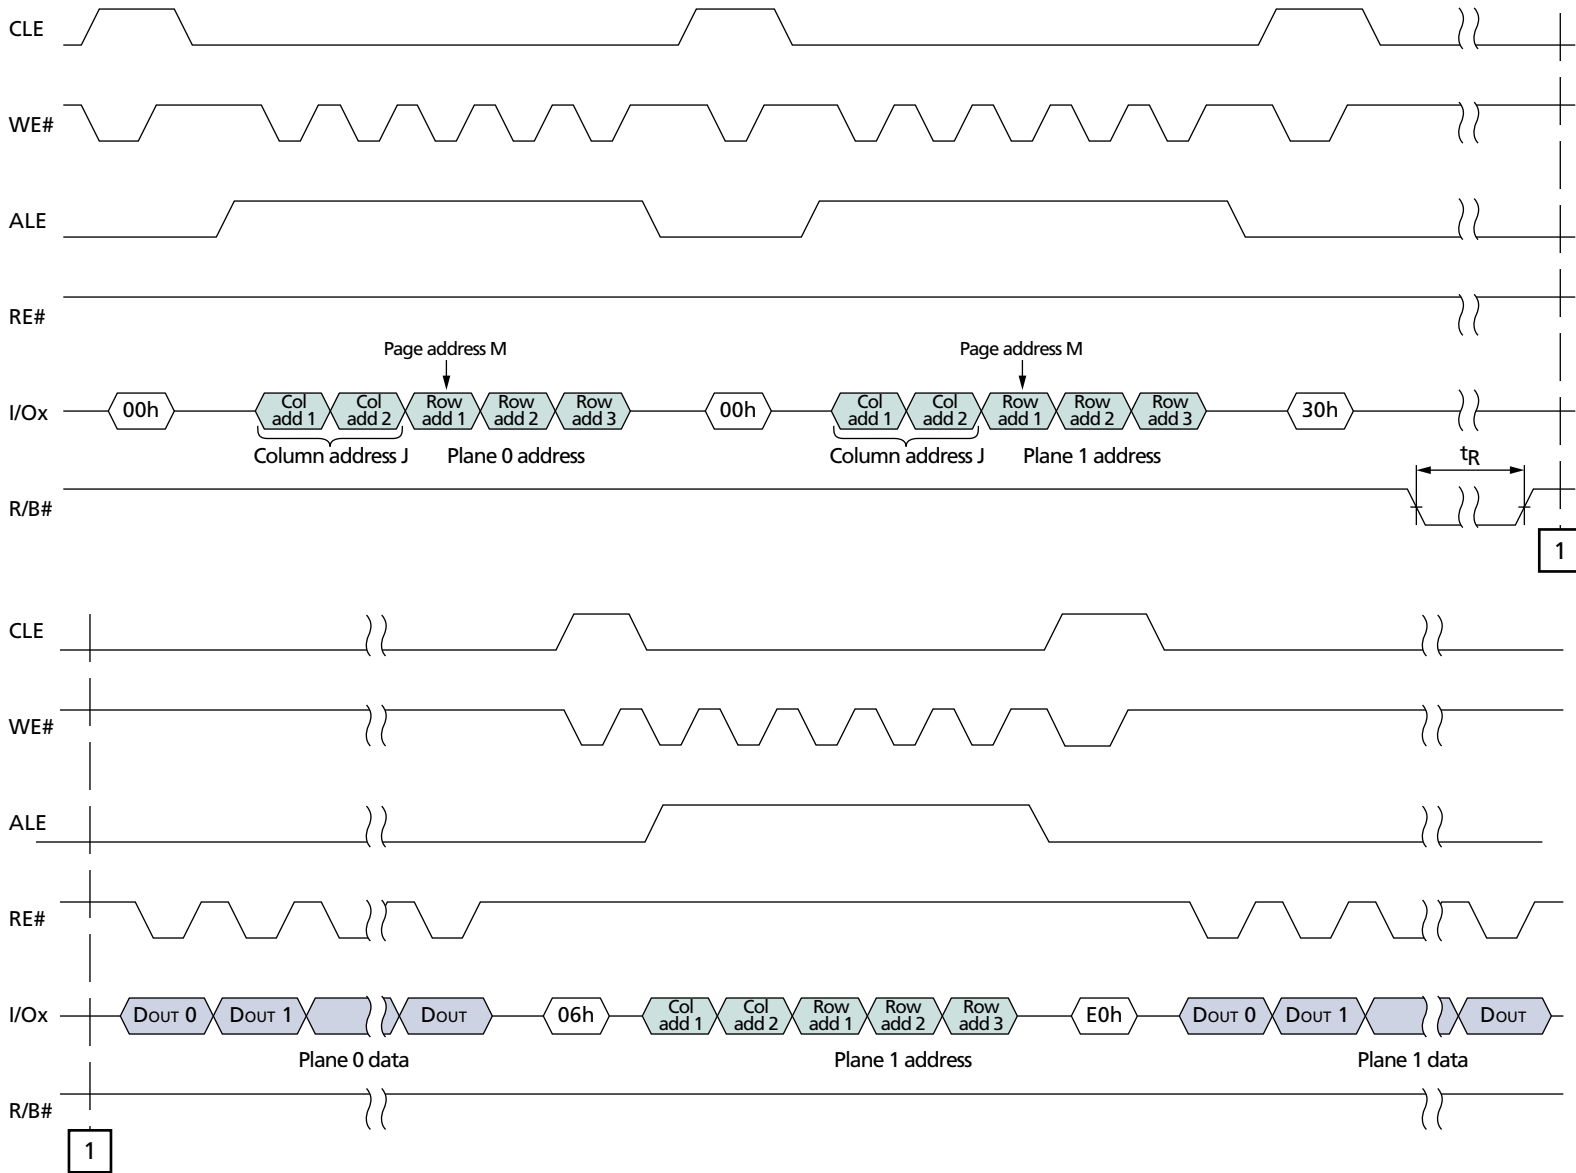 CLE
WE#
ALE
RE#
Page address M
Page address M
I/Ox
00h
Col add 1
Col add 2
Row add 1
Row add 2
Row add 3
00h
Col add 1
Col add 2
Row add 1
Row add 2
Row add 3
30h
Column address J
Plane 0 address
Column address J
Plane 1 address
tR
R/B#
1
CLE
WE#
ALE
RE#
I/Ox
DOUT 0
DOUT 1
DOUT
06h
Col add 1
Col add 2
Row add 1
Row add 2
Row add 3
E0h
DOUT 0
DOUT 1
DOUT
Plane 0 data
Plane 1 address
Plane 1 data
R/B#
1